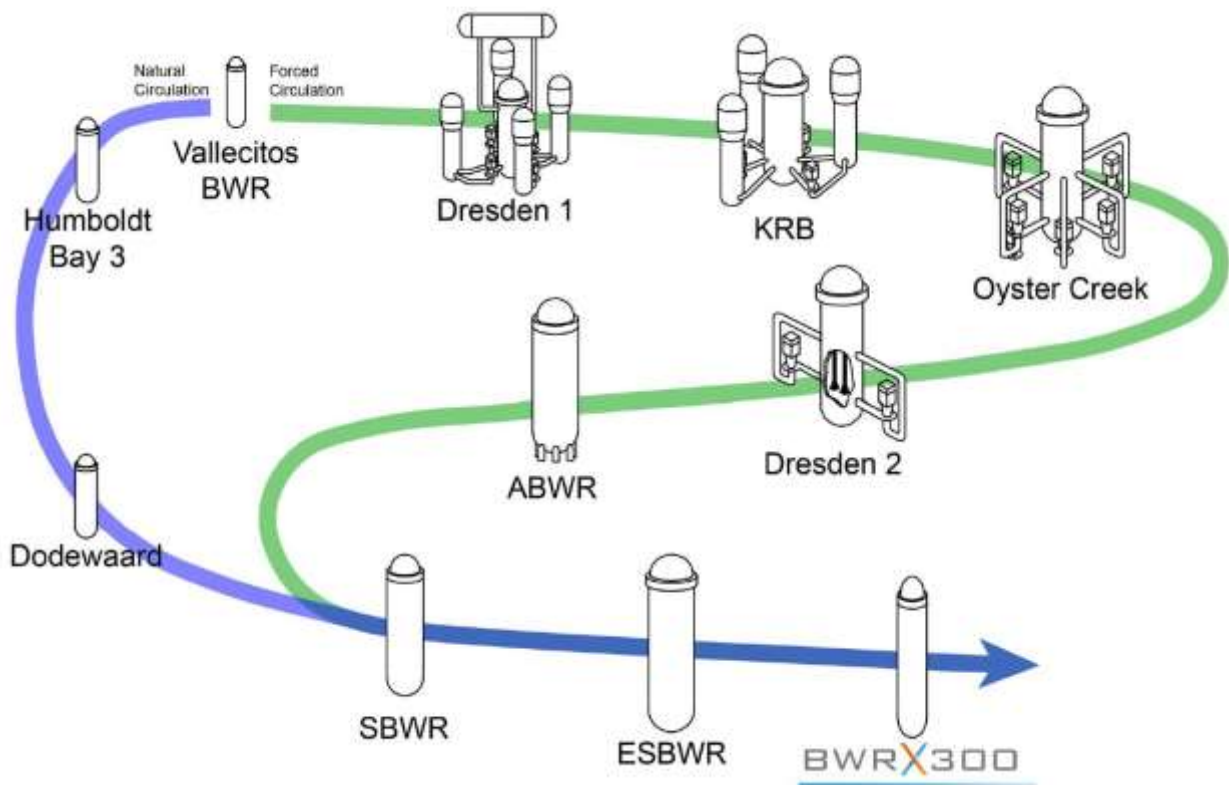 Natural
Circulation
Forced
Circulation
Vallecitos
BWR
Humboldt
Bay 3
Dresden 1
KRB
Oyster Creek
Dresden 2
ABWR
Dodewaard
SBWR
ESBWR
BWRX300